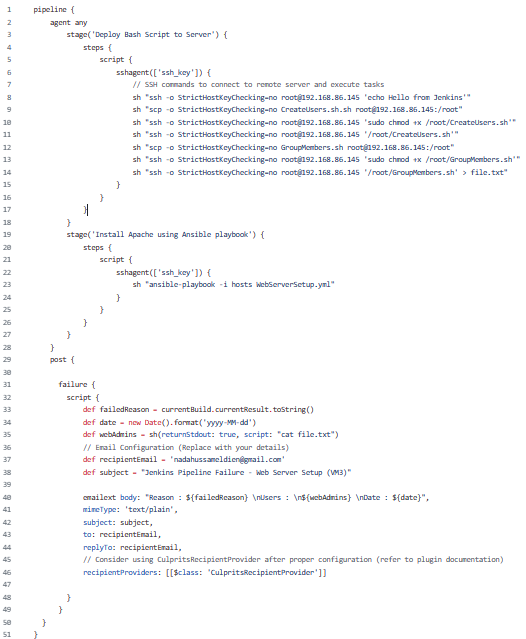 1 pipeline {
2 agent any
3 stage('Deploy Bash Script to Server') {
4 steps {
5 script {
6 sshagent(['ssh_key']) {
7 // SSH commands to connect to remote server and execute tasks
8 sh "ssh -o StrictHostKeyChecking=no root@192.168.86.145 'echo Hello from Jenkins'"
9 sh "scp -o StrictHostKeyChecking=no CreateUsers.sh.sh root@192.168.86.145:/root"
10 sh "ssh -o StrictHostKeyChecking=no root@192.168.86.145 'sudo chmod +x /root/CreateUsers.sh'"
11 sh "ssh -o StrictHostKeyChecking=no root@192.168.86.145 '/root/CreateUsers.sh'"
12 sh "scp -o StrictHostKeyChecking=no GroupMembers.sh root@192.168.86.145:/root"
13 sh "ssh -o StrictHostKeyChecking=no root@192.168.86.145 'sudo chmod +x /root/GroupMembers.sh'"
14 sh "ssh -o StrictHostKeyChecking=no root@192.168.86.145 '/root/GroupMembers.sh' > file.txt"
15 }
16 }
17 }
18 }
19 stage('Install Apache using Ansible playbook') {
20 steps {
21 script {
22 sshagent(['ssh_key']) {
23 sh "ansible-playbook -i hosts WebServerSetup.yml"
24 }
25 }
26 }
27 }
28 }
29 post {
30
31 failure {
32 script {
33 def failedReason = currentBuild.currentResult.toString()
34 def date = new Date().format('yyyy-MM-dd')
35 def webAdmins = sh(returnStdout: true, script: "cat file.txt")
36 // Email Configuration (Replace with your details)
37 def recipientEmail = 'nadahussameldien@gmail.com'
38 def subject = "Jenkins Pipeline Failure - Web Server Setup (VM3)"
39
40 emailext body: "Reason : ${failedReason} \nUsers : \n${webAdmins} \nDate : ${date}",
41 mimeType: 'text/plain',
42 subject: subject,
43 to: recipientEmail,
44 replyTo: recipientEmail,
45 // Consider using CulpritsRecipientProvider after proper configuration (refer to plugin documentation)
46 recipientProviders: [[$class: 'CulpritsRecipientProvider']]
47
48 }
49 }
50 }
51 }